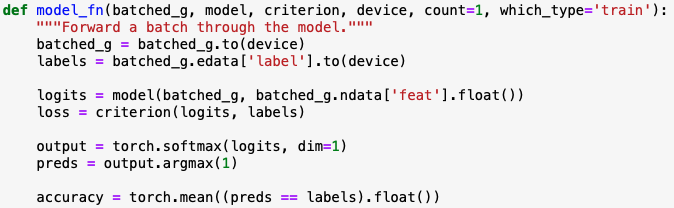 def model_fn(batched_g, model, criterion, device, count=1, which_type='train'):
    """Forward a batch through the model."""
    batched_g = batched_g.to(device)
    labels = batched_g.edata['label'].to(device)

    logits = model(batched_g, batched_g.ndata['feat'].float())
    loss = criterion(logits, labels)

    output = torch.softmax(logits, dim=1)
    preds = output.argmax(1)

    accuracy = torch.mean((preds == labels).float())